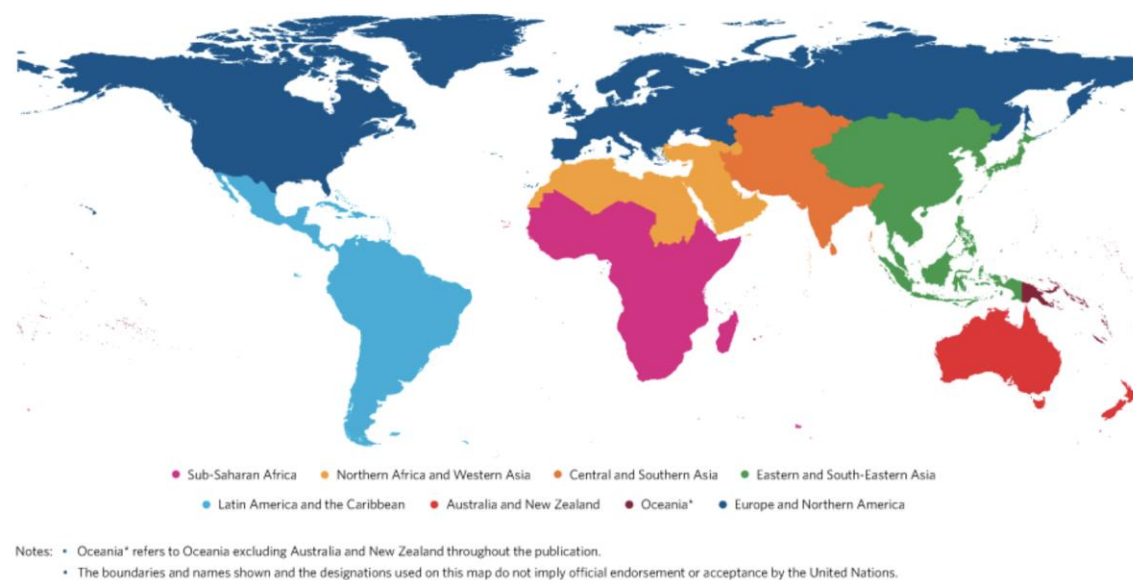 Sub-Saharan Africa Northern Africa and Western Asia Central and Southern Asia Eastern and South-Eastern Asia
Latin America and the Caribbean Australia and New Zealand Oceania* Europe and Northern America
Notes: • Oceania* refers to Oceania excluding Australia and New Zealand throughout the publication.
• The boundaries and names shown and the designations used on this map do not imply official endorsement or acceptance by the United Nations.